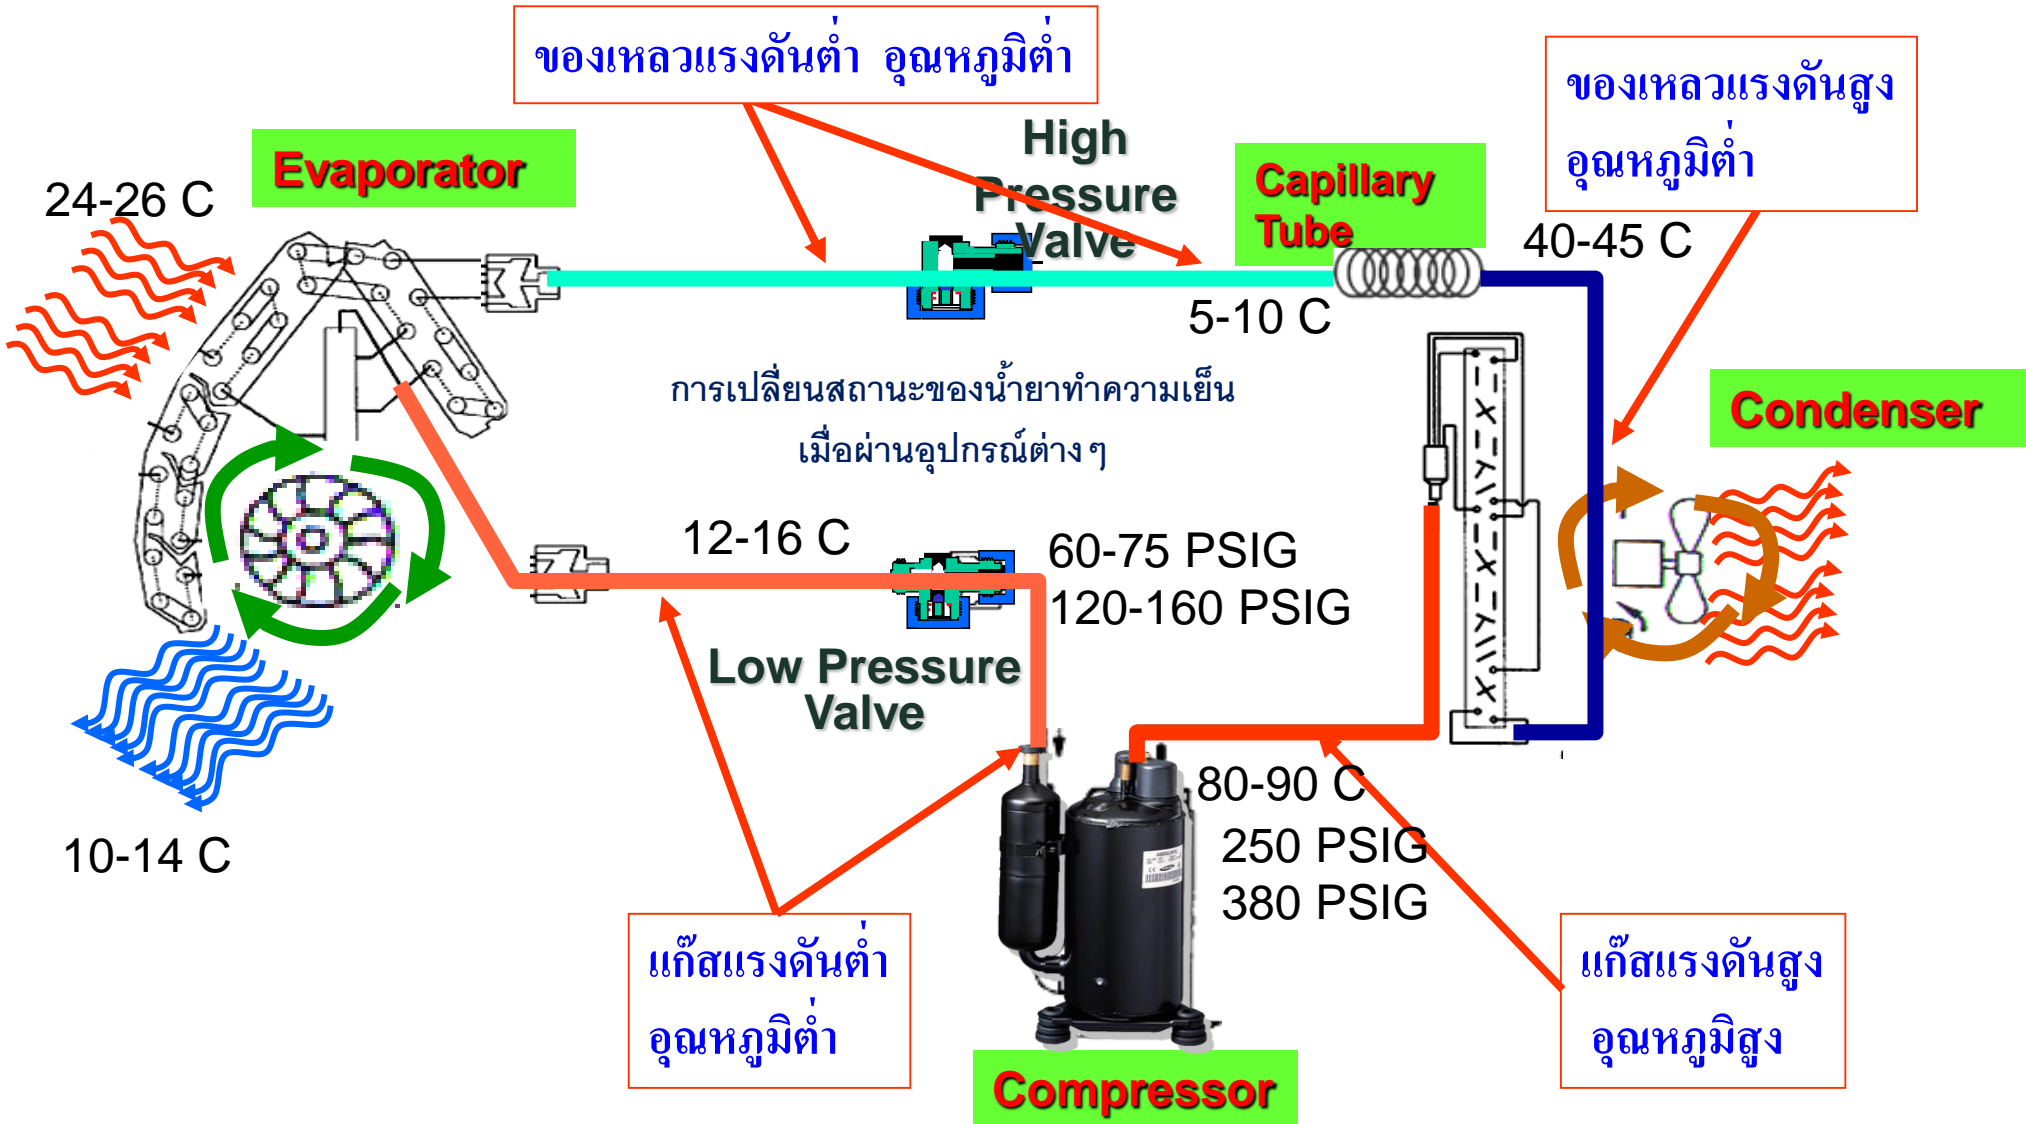 ของเหลวแรงดันต่ำ อุณหภูมิต่ำ
ของเหลวแรงดันสูง
อุณหภูมิต่ำ
High
Pressure
Valve
Evaporator
Capillary
Tube
24-26 C
40-45 C
5-10 C
การเปลี่ยนสถานะของน้ำยาทำความเย็น
เมื่อผ่านอุปกรณ์ต่างๆ
Condenser
12-16 C
60-75 PSIG
120-160 PSIG
Low Pressure
Valve
80-90 C
250 PSIG
380 PSIG
10-14 C
แก๊สแรงดันต่ำ
อุณหภูมิต่ำ
แก๊สแรงดันสูง
อุณหภูมิสูง
Compressor